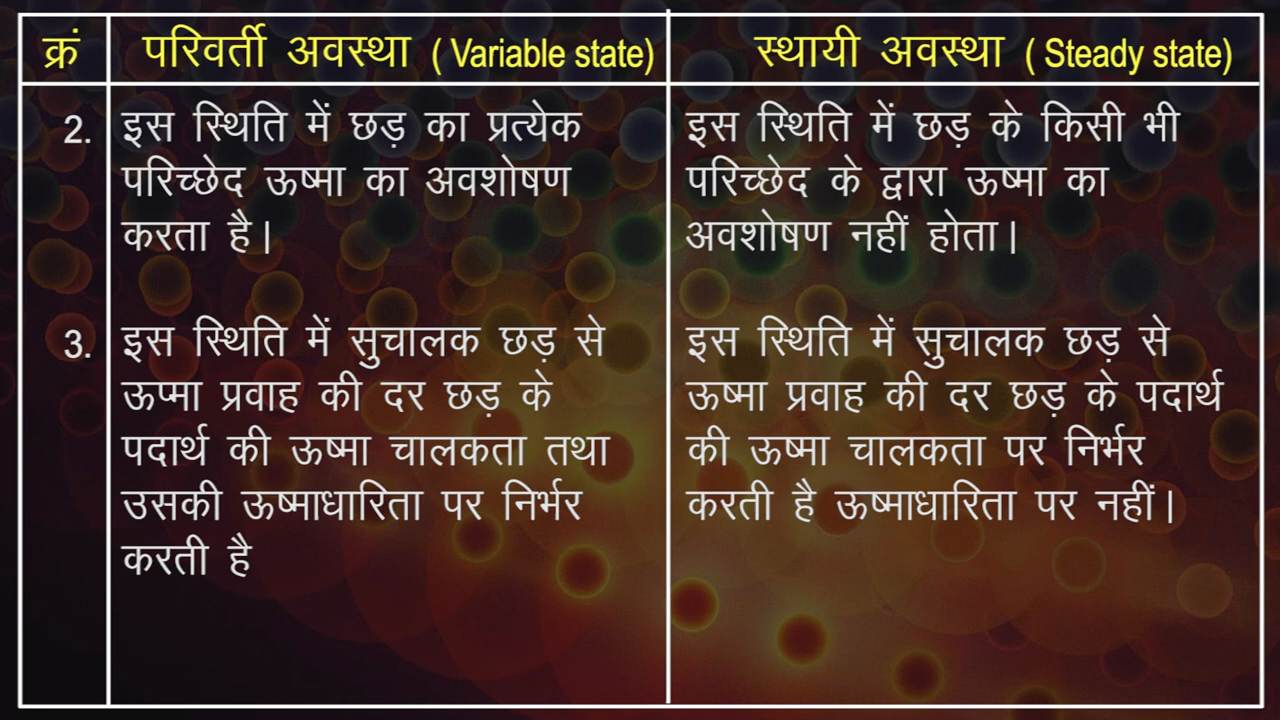 क्रं परिवर्ती अवस्था ( Variable state) स्थायी अवस्था ( Steady state)
2. इस स्थिति में छड़ का प्रत्येक
परिच्छेद ऊष्मा का अवशोषण
करता है।
इस स्थिति में छड़ के किसी भी
परिच्छेद के द्वारा ऊष्मा का
अवशोषण नहीं होता।
3. इस स्थिति में सुचालक छड़ से
ऊप्मा प्रवाह की दर छड़ के
पदार्थ की ऊष्मा चालकता तथा
उसकी ऊष्माधारिता पर निर्भर
करती है
इस स्थिति में सुचालक छड़ से
ऊष्मा प्रवाह की दर छड़ के पदार्थ
की ऊष्मा चालकता पर निर्भर
करती है ऊष्माधारिता पर नहीं।